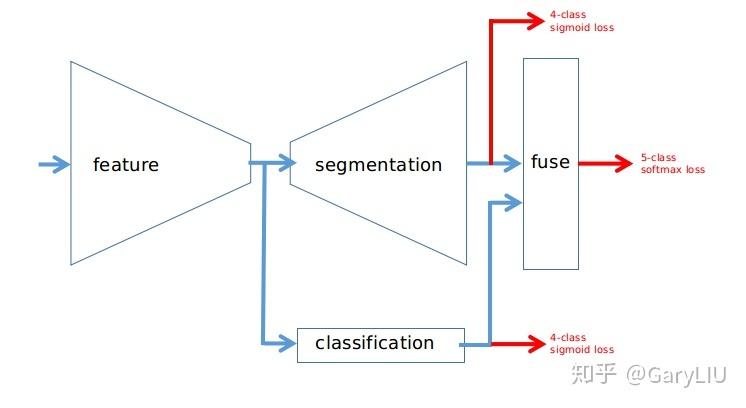 4-class
sigmoid loss
feature
segmentation
fuse
5-class
softmax loss
classification
4-class
sigmoid loss
知乎 @GaryLIU